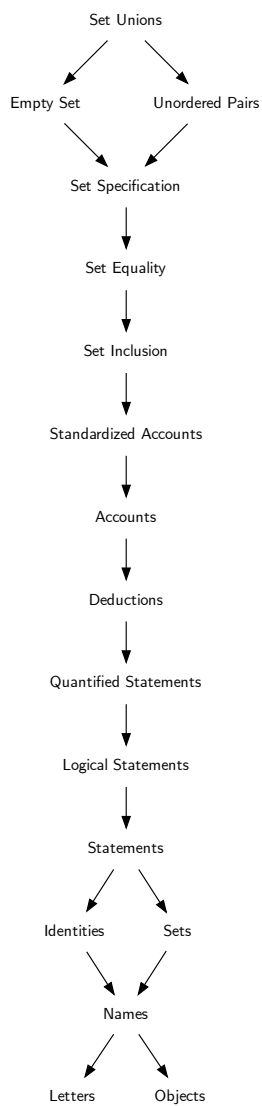 Set Unions
Empty Set
Unordered Pairs
Set Specification
Set Equality
Set Inclusion
Standardized Accounts
Accounts
Deductions
Quantified Statements
Logical Statements
Statements
Identities
Sets
Names
Letters
Objects